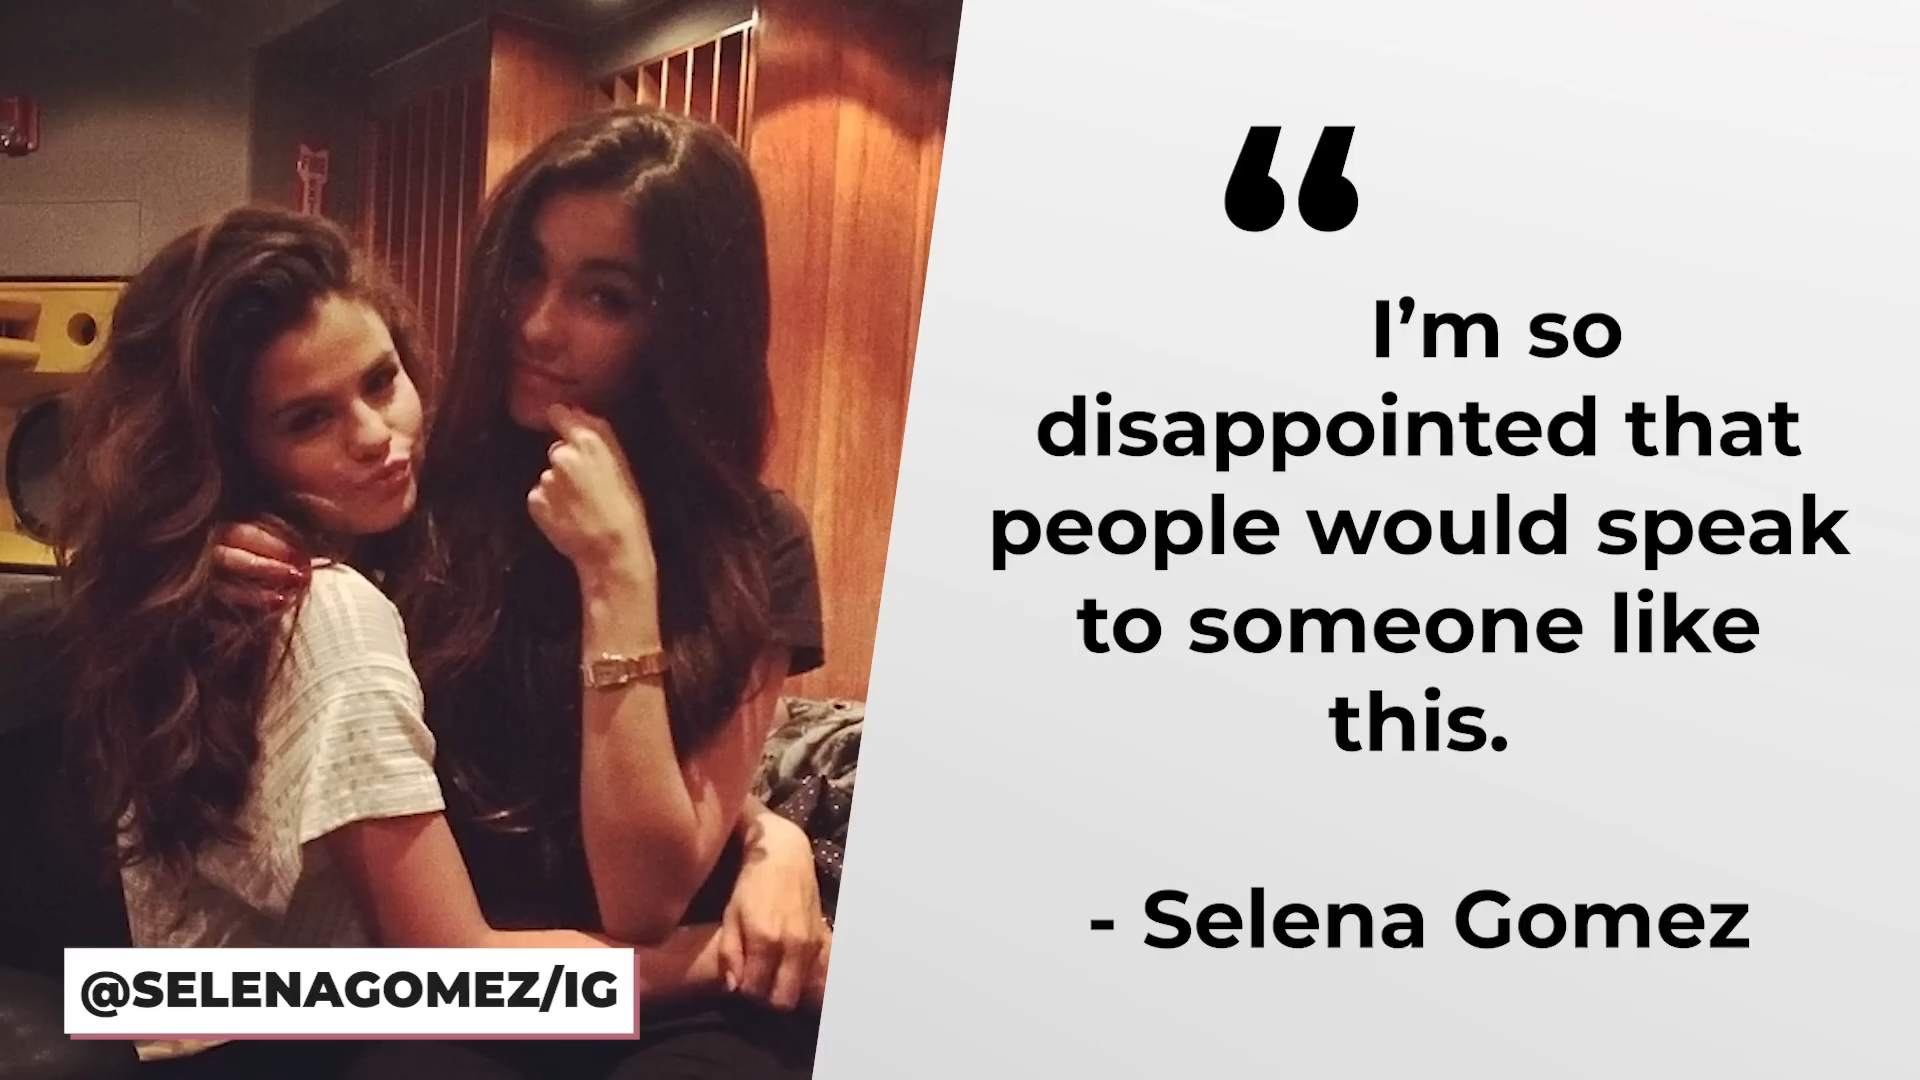 “
I’m so
disappointed that
people would speak
to someone like
this.
- Selena Gomez
@SELENAGOMEZ/IG